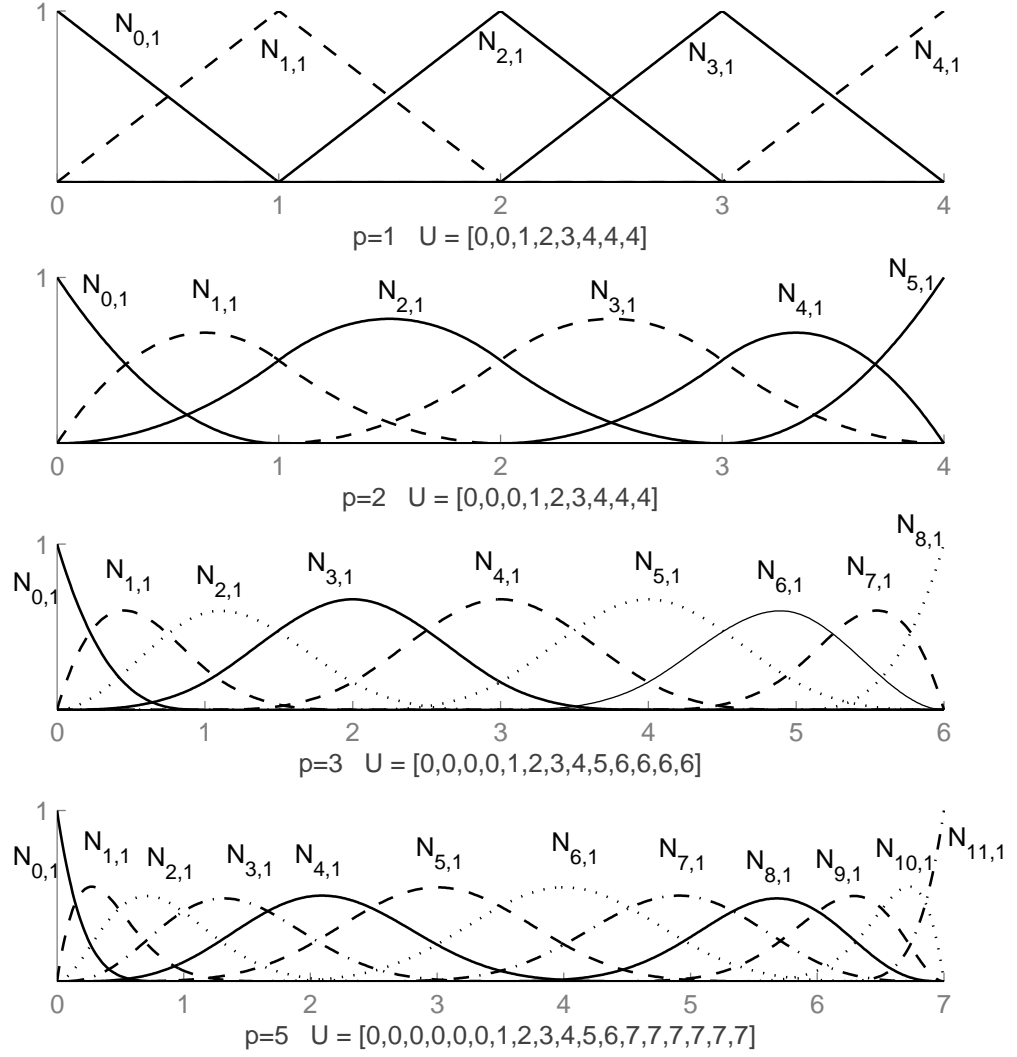 1
N0,1 N1,1 N2,1 N3,1 N4,1
0 1 2 3 4
p=1 U = [0,0,1,2,3,4,4,4]
1
N0,1 N1,1 N2,1 N3,1 N4,1 N5,1
0 1 2 3 4
p=2 U = [0,0,0,1,2,3,4,4,4]
1
N0,1 N1,1 N2,1 N3,1 N4,1 N5,1 N6,1 N7,1 N8,1
0 1 2 3 4 5 6
p=3 U = [0,0,0,0,1,2,3,4,5,6,6,6,6]
1
N0,1 N1,1 N2,1 N3,1 N4,1 N5,1 N6,1 N7,1 N8,1 N9,1 N10,1 N11,1
0 1 2 3 4 5 6 7
p=5 U = [0,0,0,0,0,0,1,2,3,4,5,6,7,7,7,7,7,7]